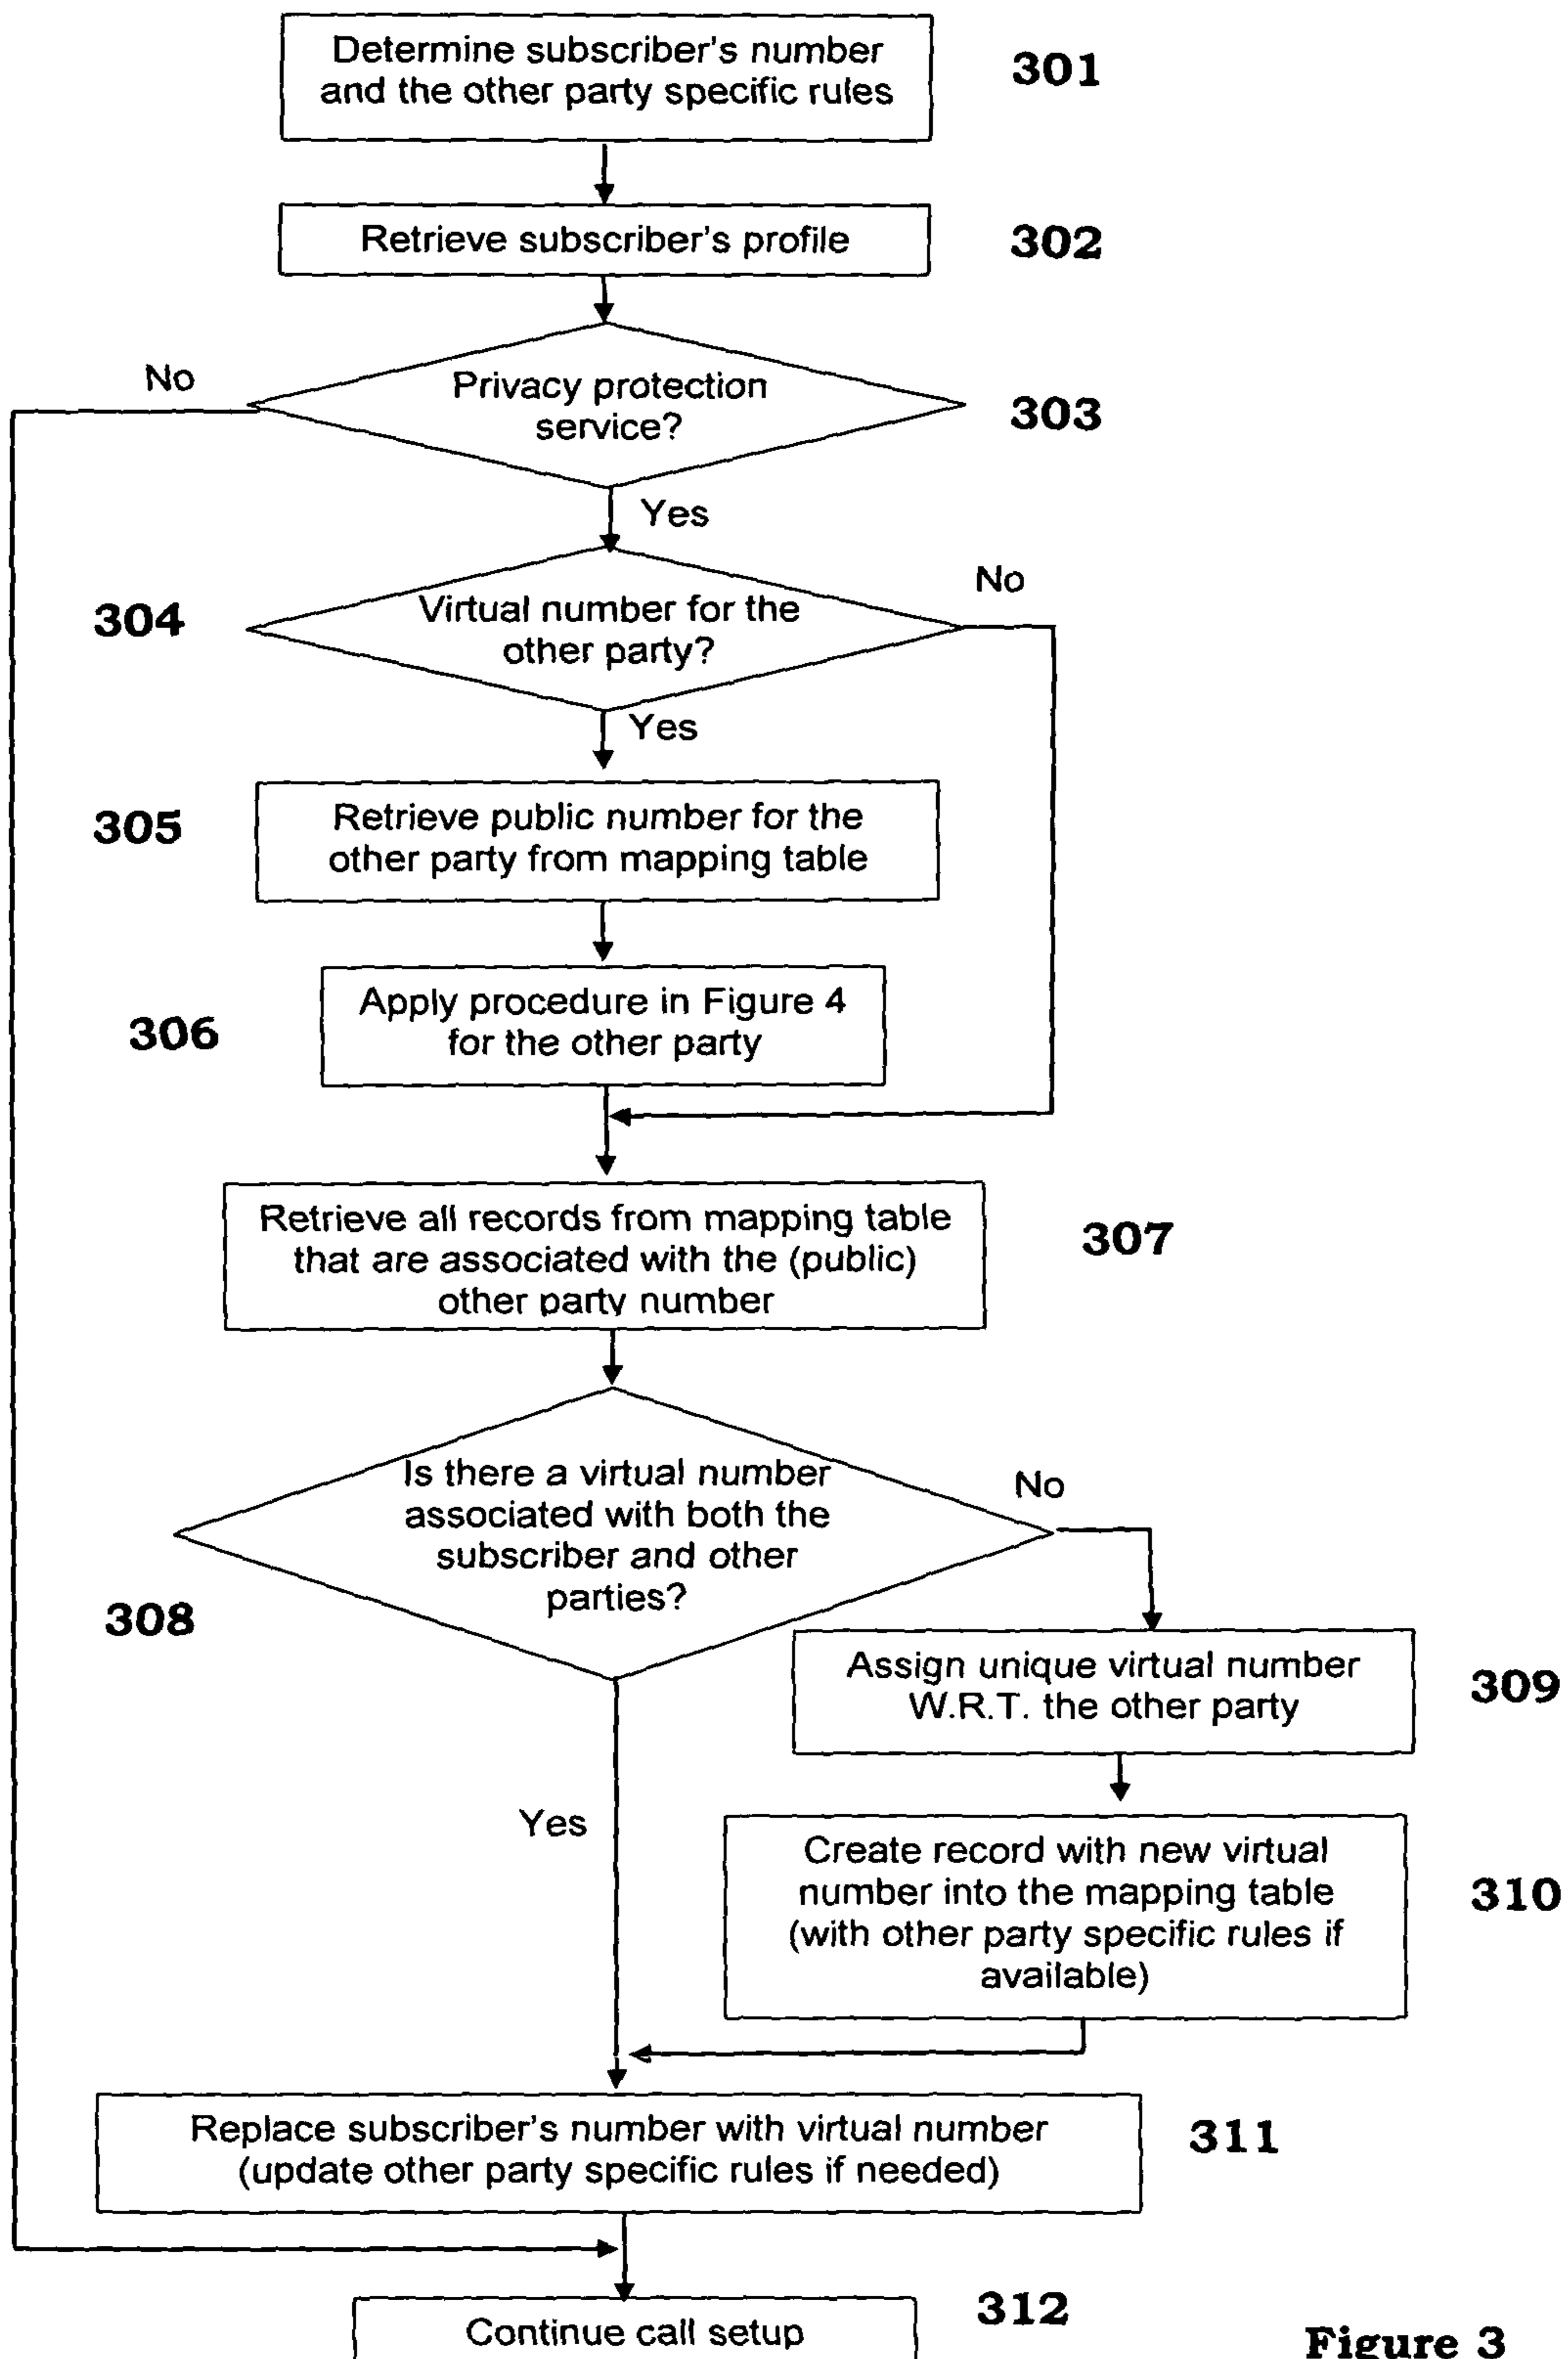 Determine subscriber's number
and the other party specific rules
301
Retrieve subscriber's profile
302
No
Privacy protection
service?
303
Yes
No
304
Virtual number for the
other party?
Yes
305
Retrieve public number for the
other party from mapping table
306
Apply procedure in Figure 4
for the other party
Retrieve all records from mapping table
that are associated with the (public)
other party number
307
Is there a virtual number
associated with both the
subscriber and other
parties?
No
308
Assign unique virtual number
W.R.T. the other party
309
Yes
Create record with new virtual
number into the mapping table
(with other party specific rules if
available)
310
Replace subscriber's number with virtual number
(update other party specific rules if needed)
311
Continue call setup
312
Figure 3